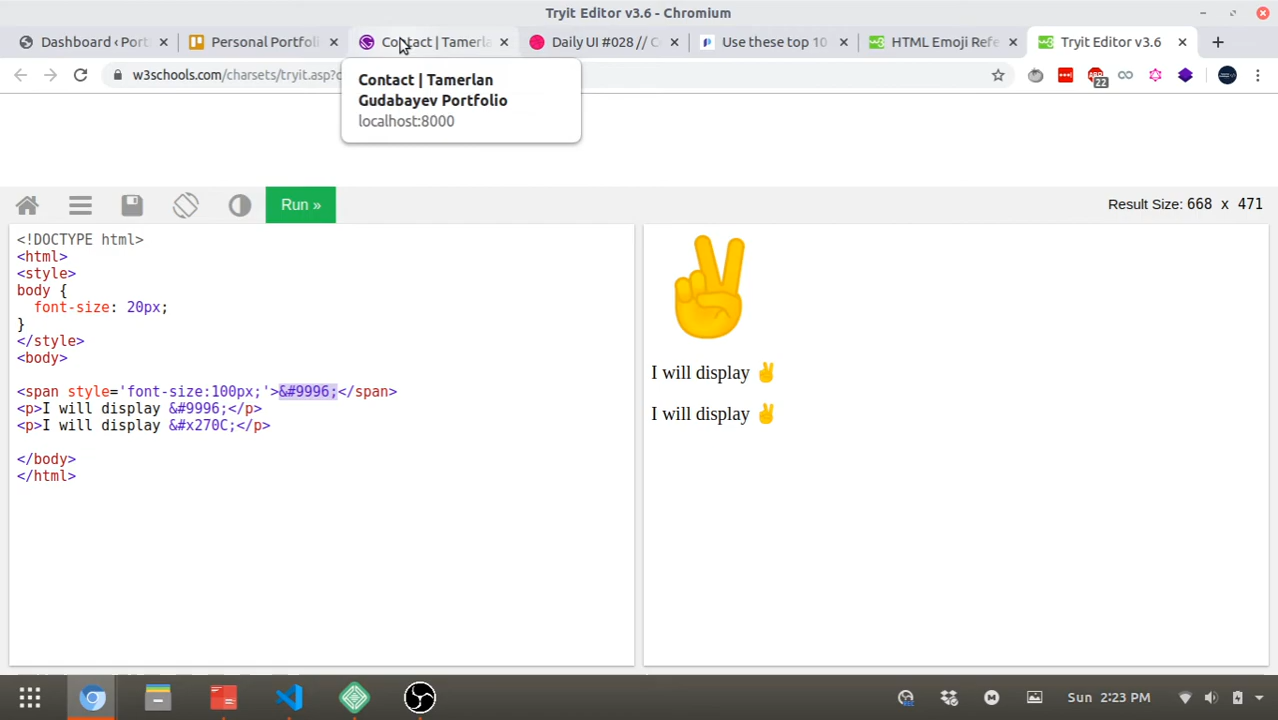 Tryit Editor v3.6 - Chromium
Dashboard ‹ Port
Personal Portfoli
Contact | Tamerla
Daily UI #028 // C
Use these top 10
HTML Emoji Refe
Tryit Editor v3.6
w3schools.com/charsets/tryit.asp?d
22
Contact | Tamerlan
Gudabayev Portfolio
localhost:8000
Run »
Result Size: 668 x 471
<!DOCTYPE html>
<html>
<style>
body {
font-size: 20px;
}
</style>
<body>
<span style='font-size:100px;'>&#9996;</span>
<p>I will display &#9996;</p>
<p>I will display &#x270C;</p>
</body>
</html>
✌
I will display ✌
I will display ✌
Sun 2:23 PM